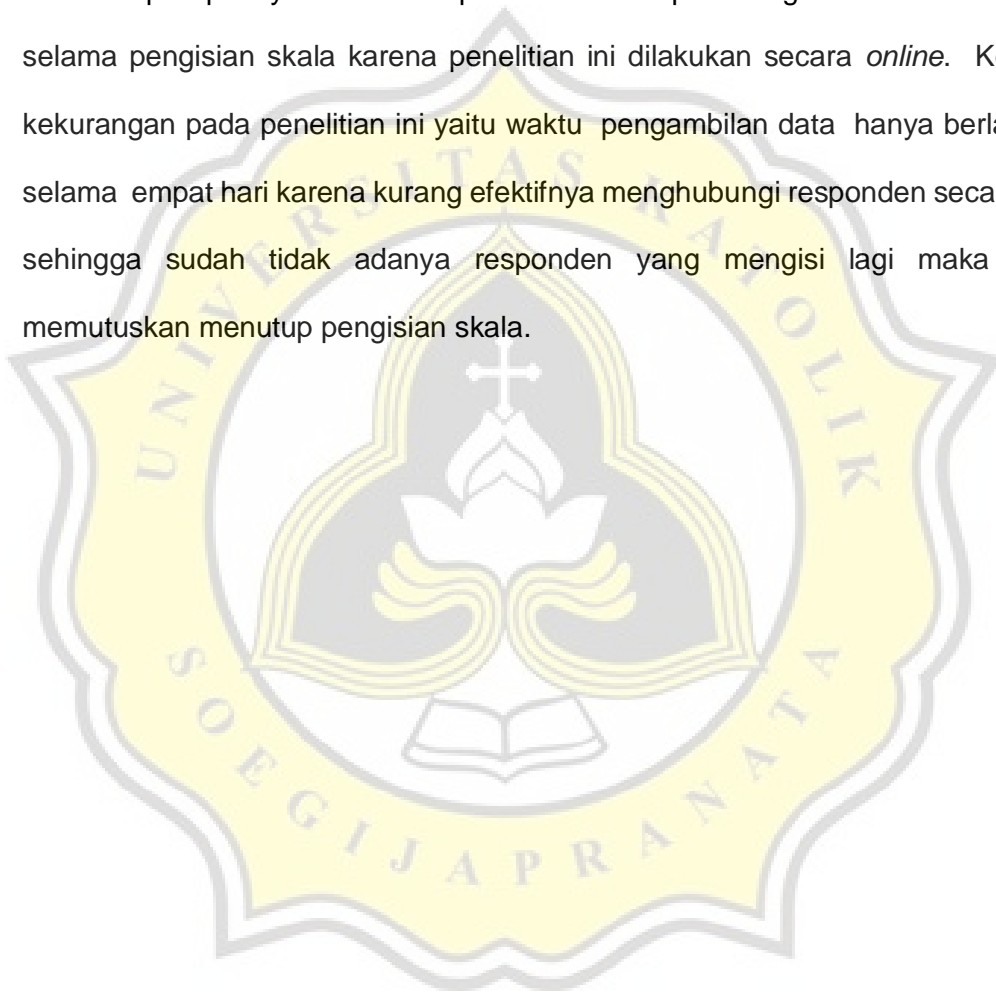 selama pengisian skala karena penelitian ini dilakukan secara online.
kekurangan pada penelitian ini yaitu waktu pengambilan data hanya
selama empat hari karena kurang efektifnya menghubungi responden
sehingga sudah tidak adanya responden yang mengisi lagi maka
memutuskan menutup pengisian skala.
UNIVERSITAS KATOLIK
SOEGIJAPRANATA